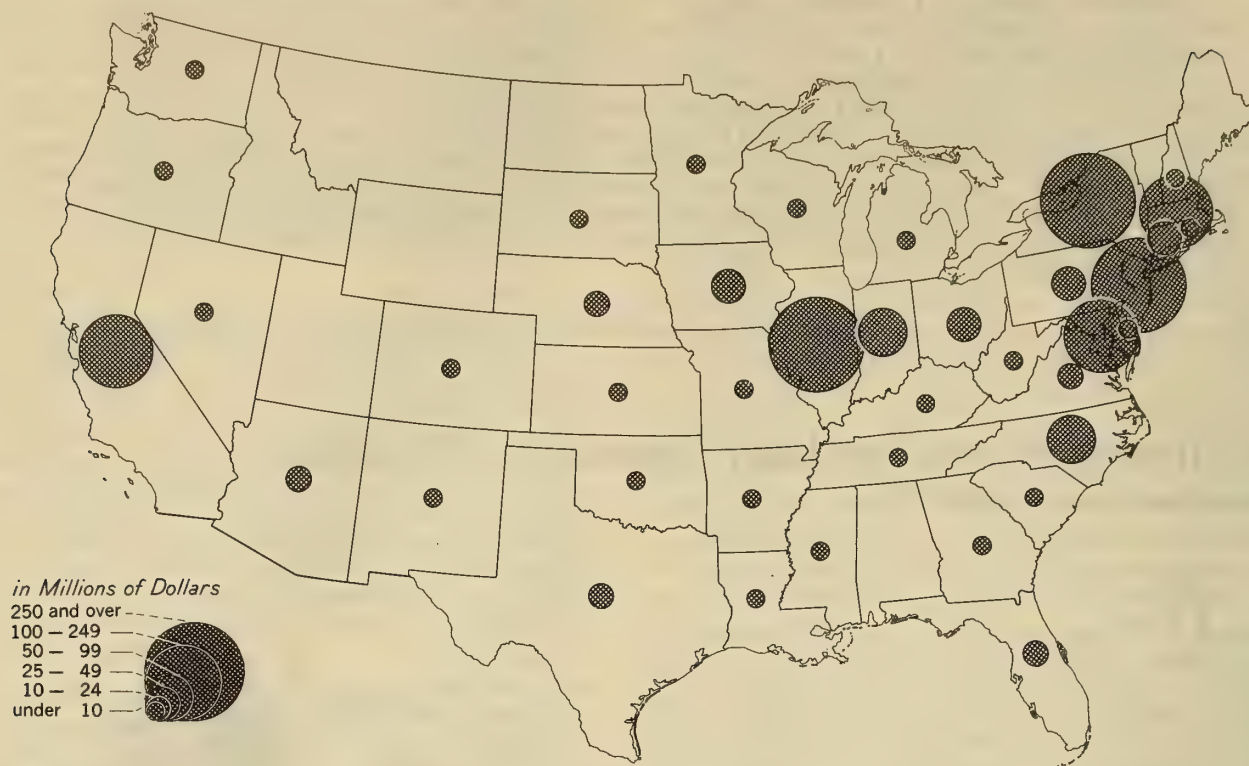 in Millions of Dollars
250 and over
100 – 249
50 – 99
25 – 49
10 – 24
under 10